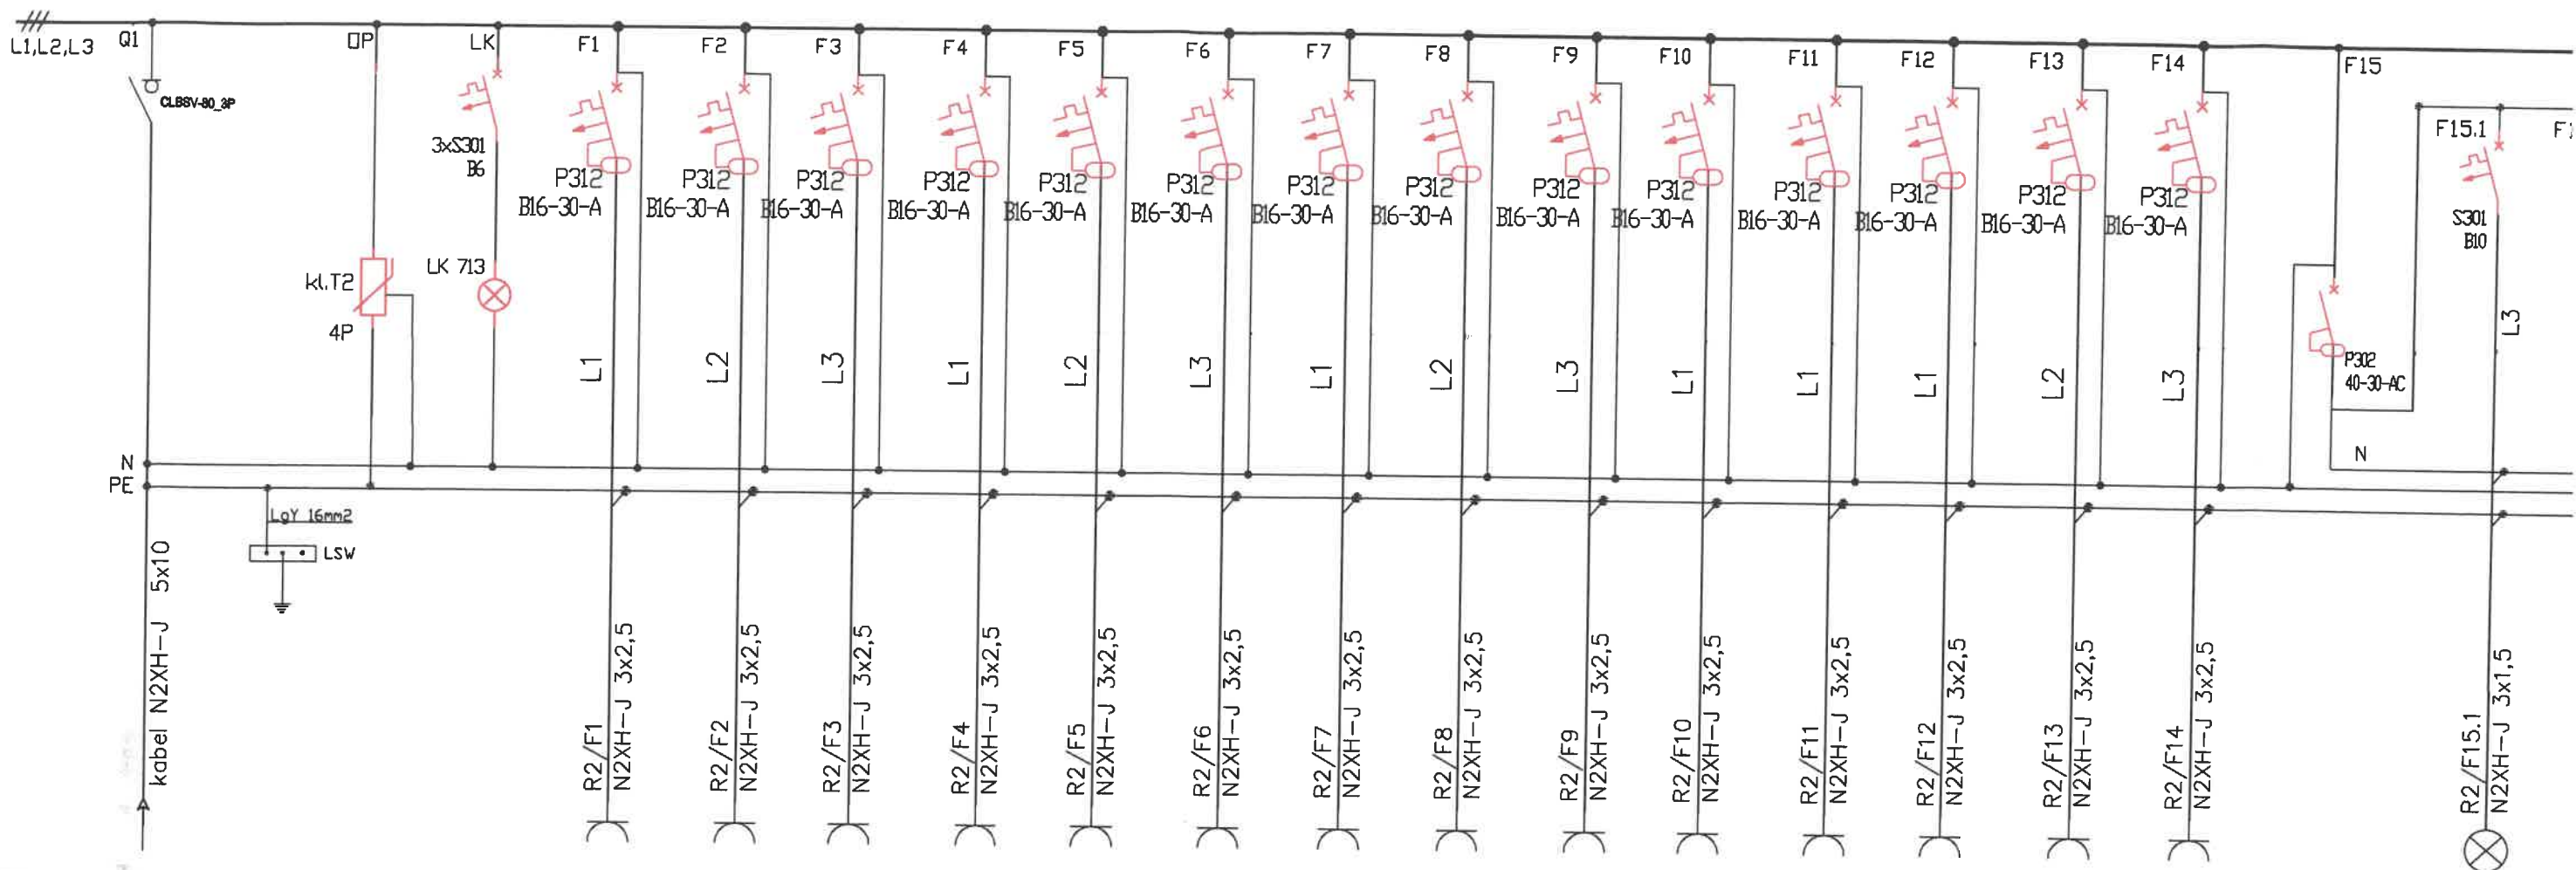 L1,L2,L3
Q1
OP
LK
F1
F2
F3
F4
F5
F6
F7
F8
F9
F10
F11
F12
F13
F14
F15
CLBSV-80_3P
3xS301
B6
P312
B16-30-A
P312
B16-30-A
P312
B16-30-A
P312
B16-30-A
P312
B16-30-A
P312
B16-30-A
P312
B16-30-A
P312
B16-30-A
P312
B16-30-A
P312
B16-30-A
P312
B16-30-A
P312
B16-30-A
P312
B16-30-A
P312
B16-30-A
F15.1
S301
B10
kl.T2
4P
LK 713
L1
L2
L3
L1
L2
L3
L1
L2
L3
L1
L1
L1
L2
L3
P302
40-30-AC
L3
N
N
PE
LgY 16mm2
LSW
kabel N2XH-J 5x10
R2/F1
N2XH-J 3x2,5
R2/F2
N2XH-J 3x2,5
R2/F3
N2XH-J 3x2,5
R2/F4
N2XH-J 3x2,5
R2/F5
N2XH-J 3x2,5
R2/F6
N2XH-J 3x2,5
R2/F7
N2XH-J 3x2,5
R2/F8
N2XH-J 3x2,5
R2/F9
N2XH-J 3x2,5
R2/F10
N2XH-J 3x2,5
R2/F11
N2XH-J 3x2,5
R2/F12
N2XH-J 3x2,5
R2/F13
N2XH-J 3x2,5
R2/F14
N2XH-J 3x2,5
R2/F15.1
N2XH-J 3x1,5